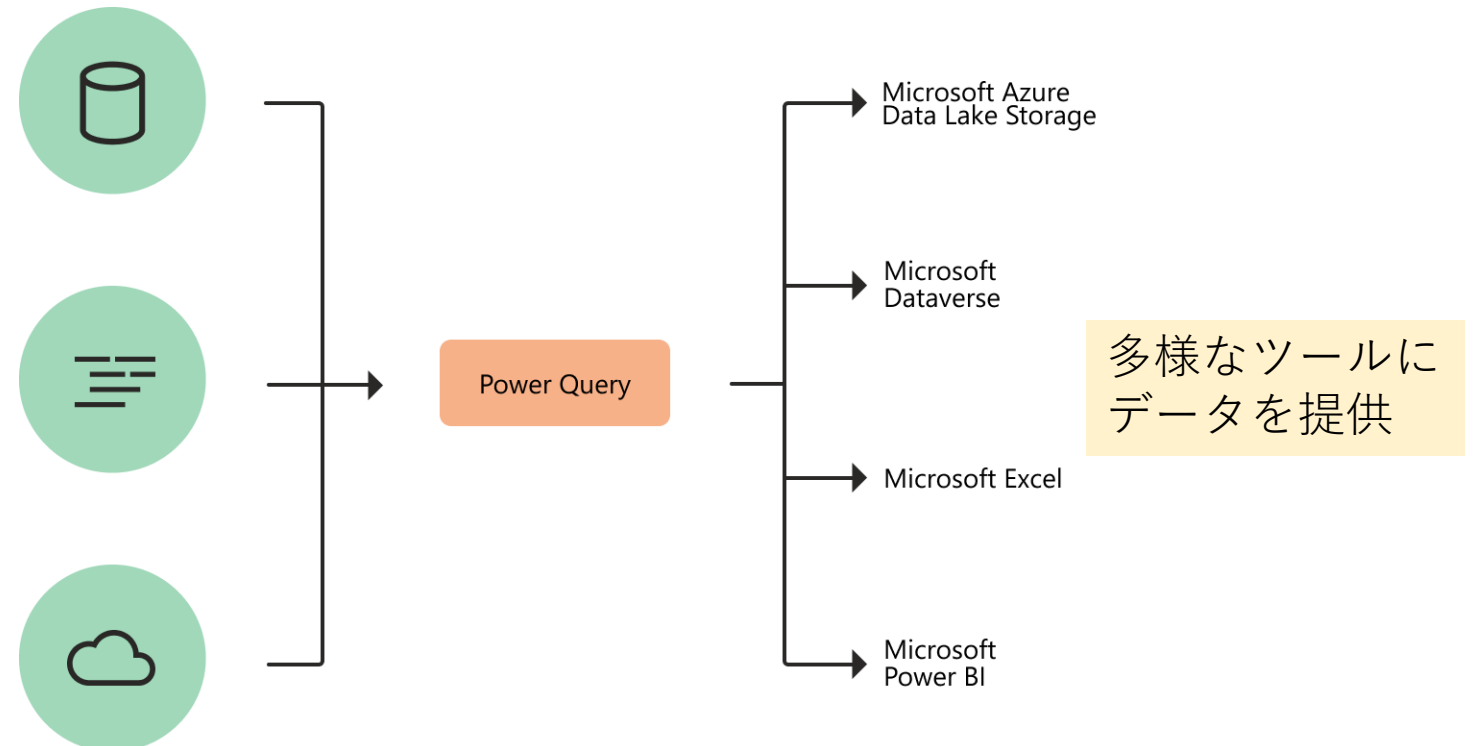 Microsoft Azure
Data Lake Storage
Microsoft
Dataverse
多様なツールに
データを提供
Power Query
Microsoft Excel
Microsoft
Power BI